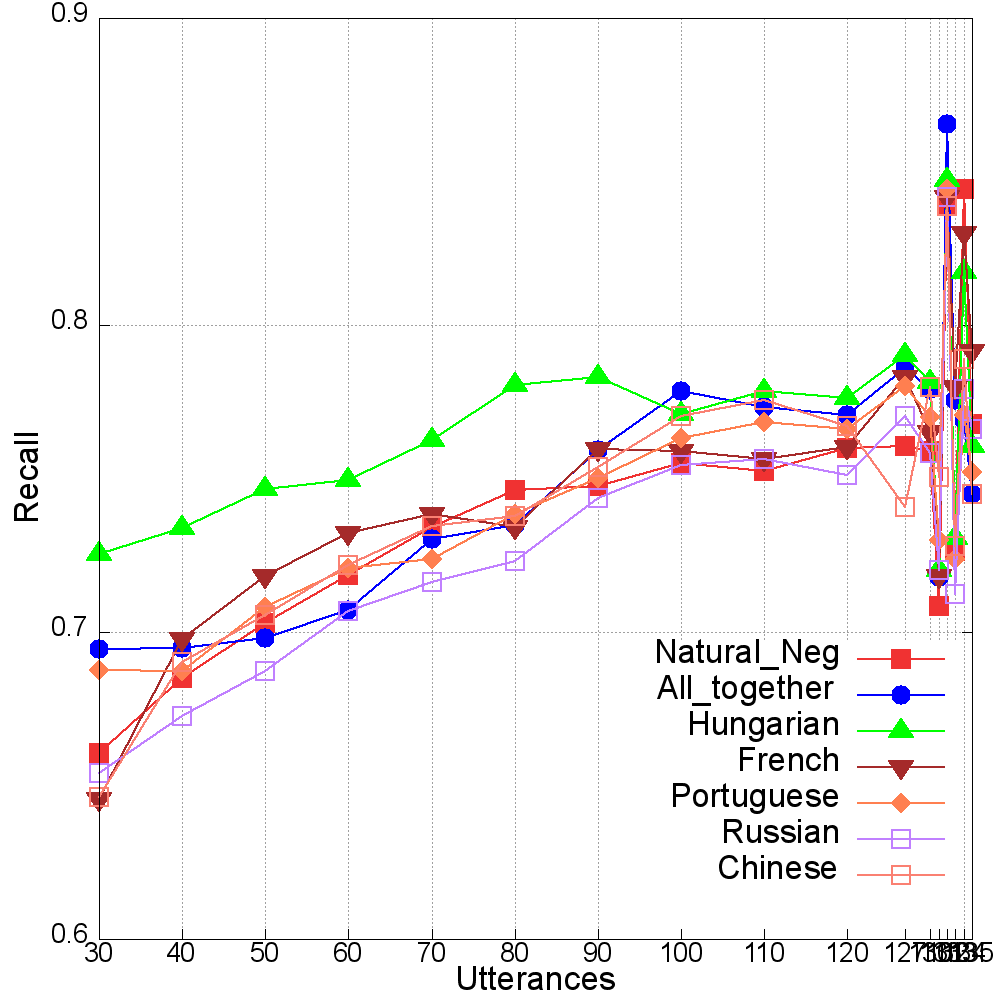 0.9
0.8
0.7
0.6
Recall
Natural_Neg
All_together
Hungarian
French
Portuguese
Russian
Chinese
30 40 50 60 70 80 90 100 110 120
Utterances